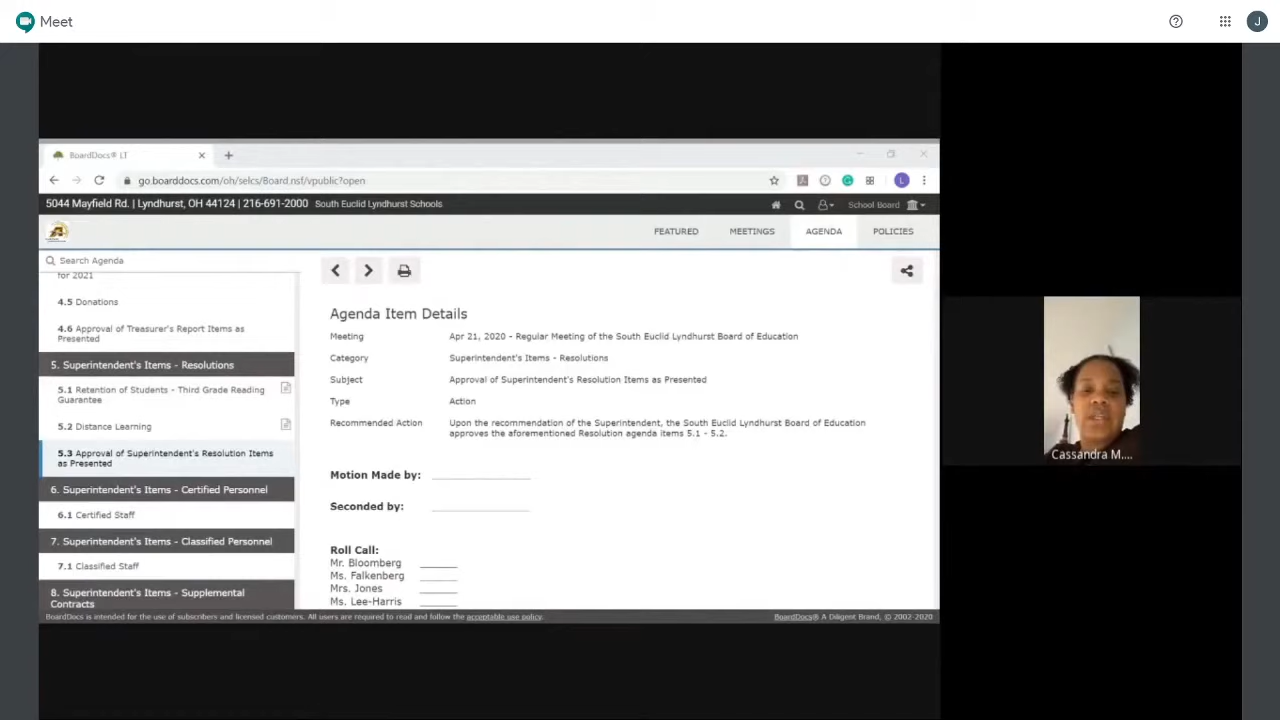 Meet
J
BoardDocs® LT
go.boarddocs.com/oh/selcs/Board.nsf/vpublic?open
L
5044 Mayfield Rd. | Lyndhurst, OH 44124 | 216-691-2000 South Euclid Lyndhurst Schools
School Board
FEATURED MEETINGS AGENDA POLICIES
Search Agenda
for 2021
4.5 Donations
4.6 Approval of Treasurer's Report Items as
Presented
5. Superintendent's Items - Resolutions
5.1 Retention of Students - Third Grade Reading
Guarantee
5.2 Distance Learning
5.3 Approval of Superintendent's Resolution Items
as Presented
6. Superintendent's Items - Certified Personnel
6.1 Certified Staff
7. Superintendent's Items - Classified Personnel
7.1 Classified Staff
8. Superintendent's Items - Supplemental
Contracts
Agenda Item Details
Meeting Apr 21, 2020 - Regular Meeting of the South Euclid Lyndhurst Board of Education
Category Superintendent's Items - Resolutions
Subject Approval of Superintendent's Resolution Items as Presented
Type Action
Recommended Action Upon the recommendation of the Superintendent, the South Euclid Lyndhurst Board of Education
approves the aforementioned Resolution agenda items 5.1 - 5.2.
Motion Made by:
Seconded by:
Roll Call:
Mr. Bloomberg
Ms. Falkenberg
Mrs. Jones
Ms. Lee-Harris
BoardDocs is intended for the use of subscribers and licensed customers. All users are required to read and follow the acceptable use policy.
BoardDocs® A Diligent Brand, © 2002-2020
Cassandra M....